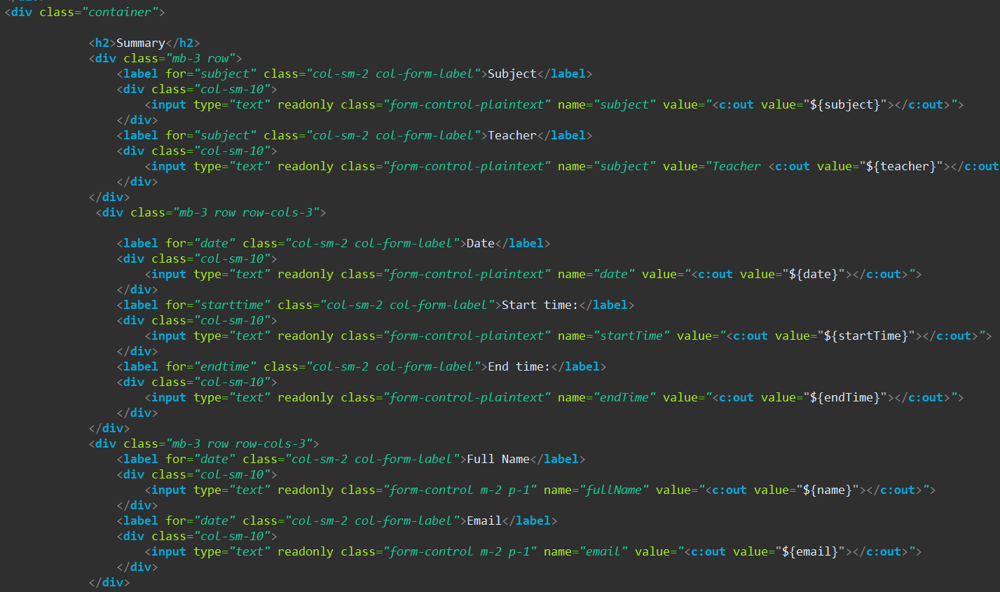 <div class="container">
<h2>Summary</h2>
<div class="mb-3 row">
<label for="subject" class="col-sm-2 col-form-label">Subject</label>
<div class="col-sm-10">
<input type="text" readonly class="form-control-plaintext" name="subject" value="<c:out value="${subject}"></c:out>">
</div>
<label for="subject" class="col-sm-2 col-form-label">Teacher</label>
<div class="col-sm-10">
<input type="text" readonly class="form-control-plaintext" name="subject" value="Teacher <c:out value="${teacher}"></c:out
</div>
</div>
<div class="mb-3 row row-cols-3">
<label for="date" class="col-sm-2 col-form-label">Date</label>
<div class="col-sm-10">
<input type="text" readonly class="form-control-plaintext" name="date" value="<c:out value="${date}"></c:out>">
</div>
<label for="starttime" class="col-sm-2 col-form-label">Start time:</label>
<div class="col-sm-10">
<input type="text" readonly class="form-control-plaintext" name="startTime" value="<c:out value="${startTime}"></c:out>">
</div>
<label for="endtime" class="col-sm-2 col-form-label">End time:</label>
<div class="col-sm-10">
<input type="text" readonly class="form-control-plaintext" name="endTime" value="<c:out value="${endTime}"></c:out>">
</div>
</div>
<div class="mb-3 row row-cols-3">
<label for="date" class="col-sm-2 col-form-label">Full Name</label>
<div class="col-sm-10">
<input type="text" readonly class="form-control m-2 p-1" name="fullName" value="<c:out value="${name}"></c:out>">
</div>
<label for="date" class="col-sm-2 col-form-label">Email</label>
<div class="col-sm-10">
<input type="text" readonly class="form-control m-2 p-1" name="email" value="<c:out value="${email}"></c:out>">
</div>
</div>